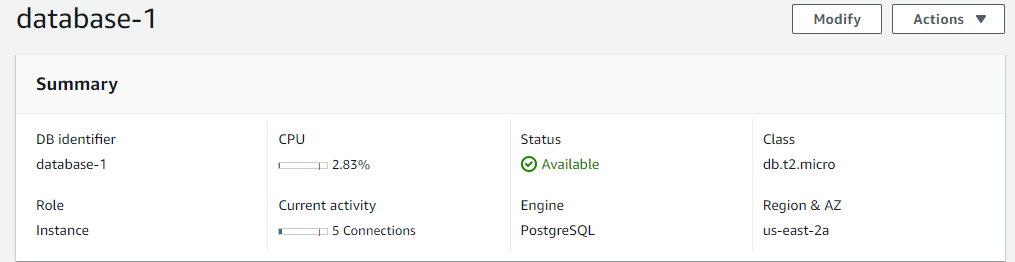 database-1
Modify
Actions
Summary
DB identifier
database-1
CPU
2.83%
Status
Available
Class
db.t2.micro
Role
Instance
Current activity
5 Connections
Engine
PostgreSQL
Region & AZ
us-east-2a